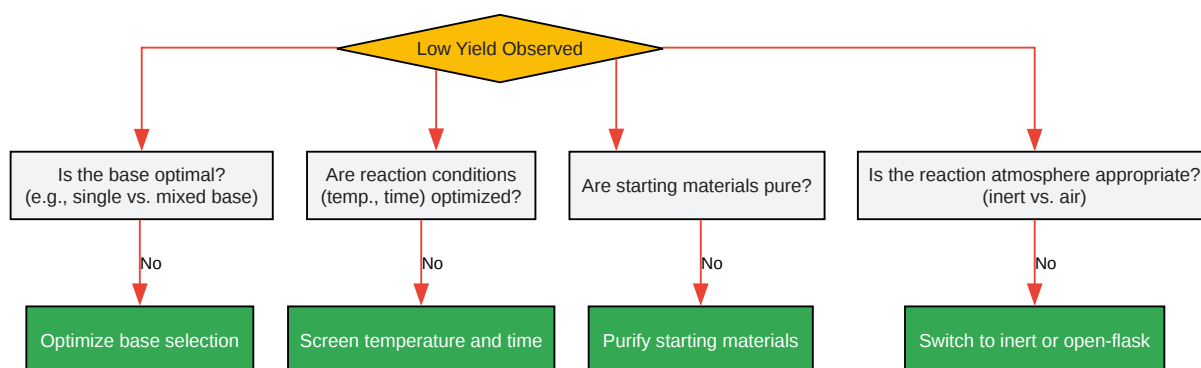 Low Yield Observed
Is the base optimal?
(e.g., single vs. mixed base)
Are reaction conditions
(temp., time) optimized?
Are starting materials pure?
Is the reaction atmosphere appropriate?
(inert vs. air)
No
No
No
No
Optimize base selection
Screen temperature and time
Purify starting materials
Switch to inert or open-flask